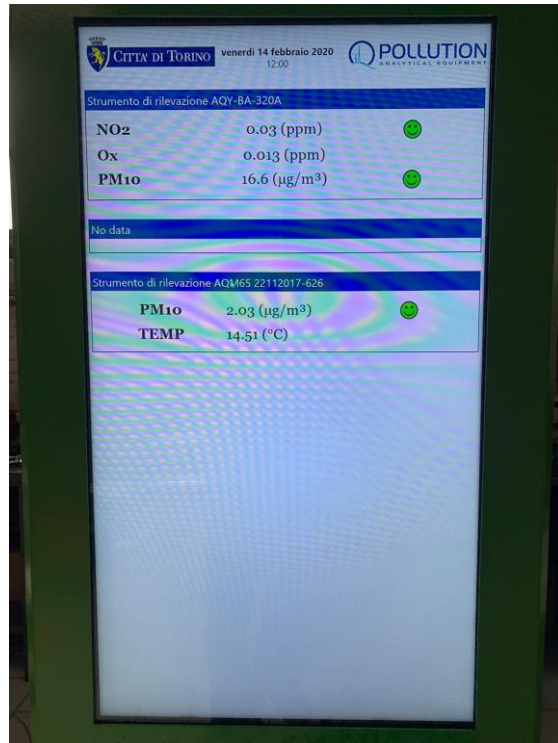 CITTA' DI TORINO
venerdì 14 febbraio 2020
12:00
POLLUTION
ANALYTICAL EQUIPMENT
Strumento di rilevazione AQY-BA-320A
NO2 0.03 (ppm)
Ox 0.013 (ppm)
PM10 16.6 (µg/m³)
No data
Strumento di rilevazione AQM65 22112017-626
PM10 2.03 (µg/m³)
TEMP 14.51 (°C)